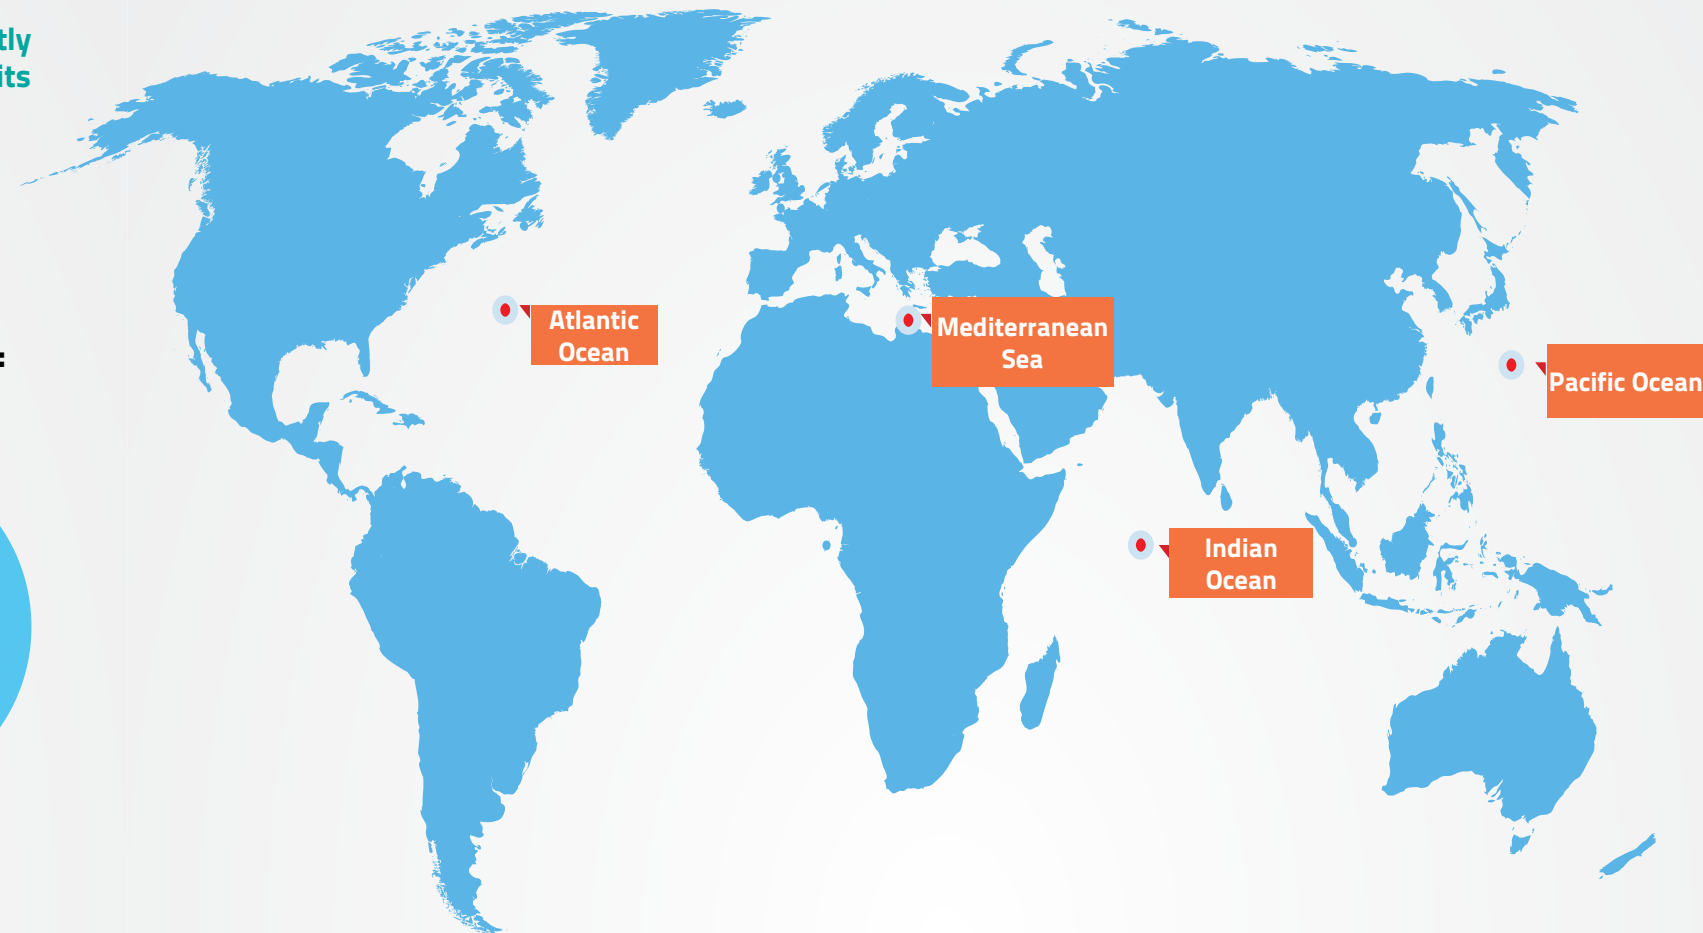 tly
its
:
Atlantic
Ocean
Mediterranean
Sea
Pacific Ocean
Indian
Ocean